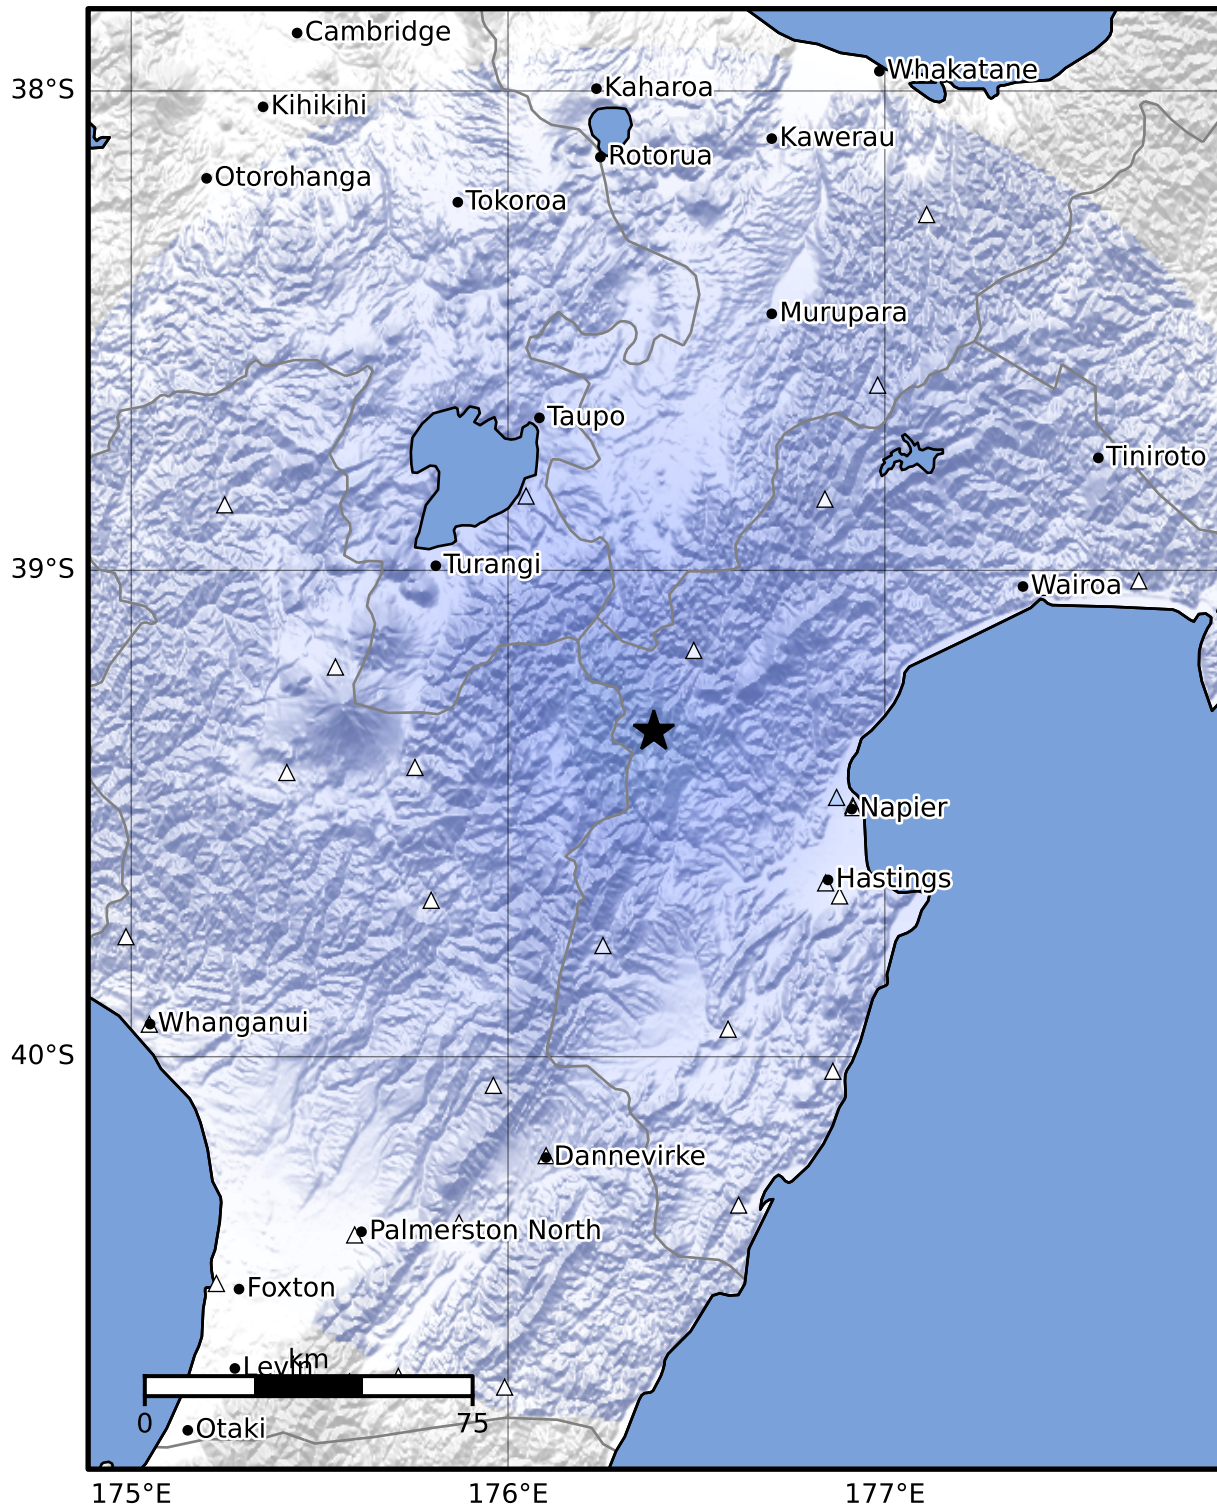 Cambridge
Whakatane
38°S
Kaharoa
Kihikihi
Kawerau
Rotorua
Otorohanga
Tokoroa
Murupara
Taupo
Tiniroto
39°S
Turangi
Wairoa
Napier
Hastings
Whanganui
40°S
Dannevirke
Palmerston North
Foxton
km
Levin
0
75
Otaki
175°E
176°E
177°E